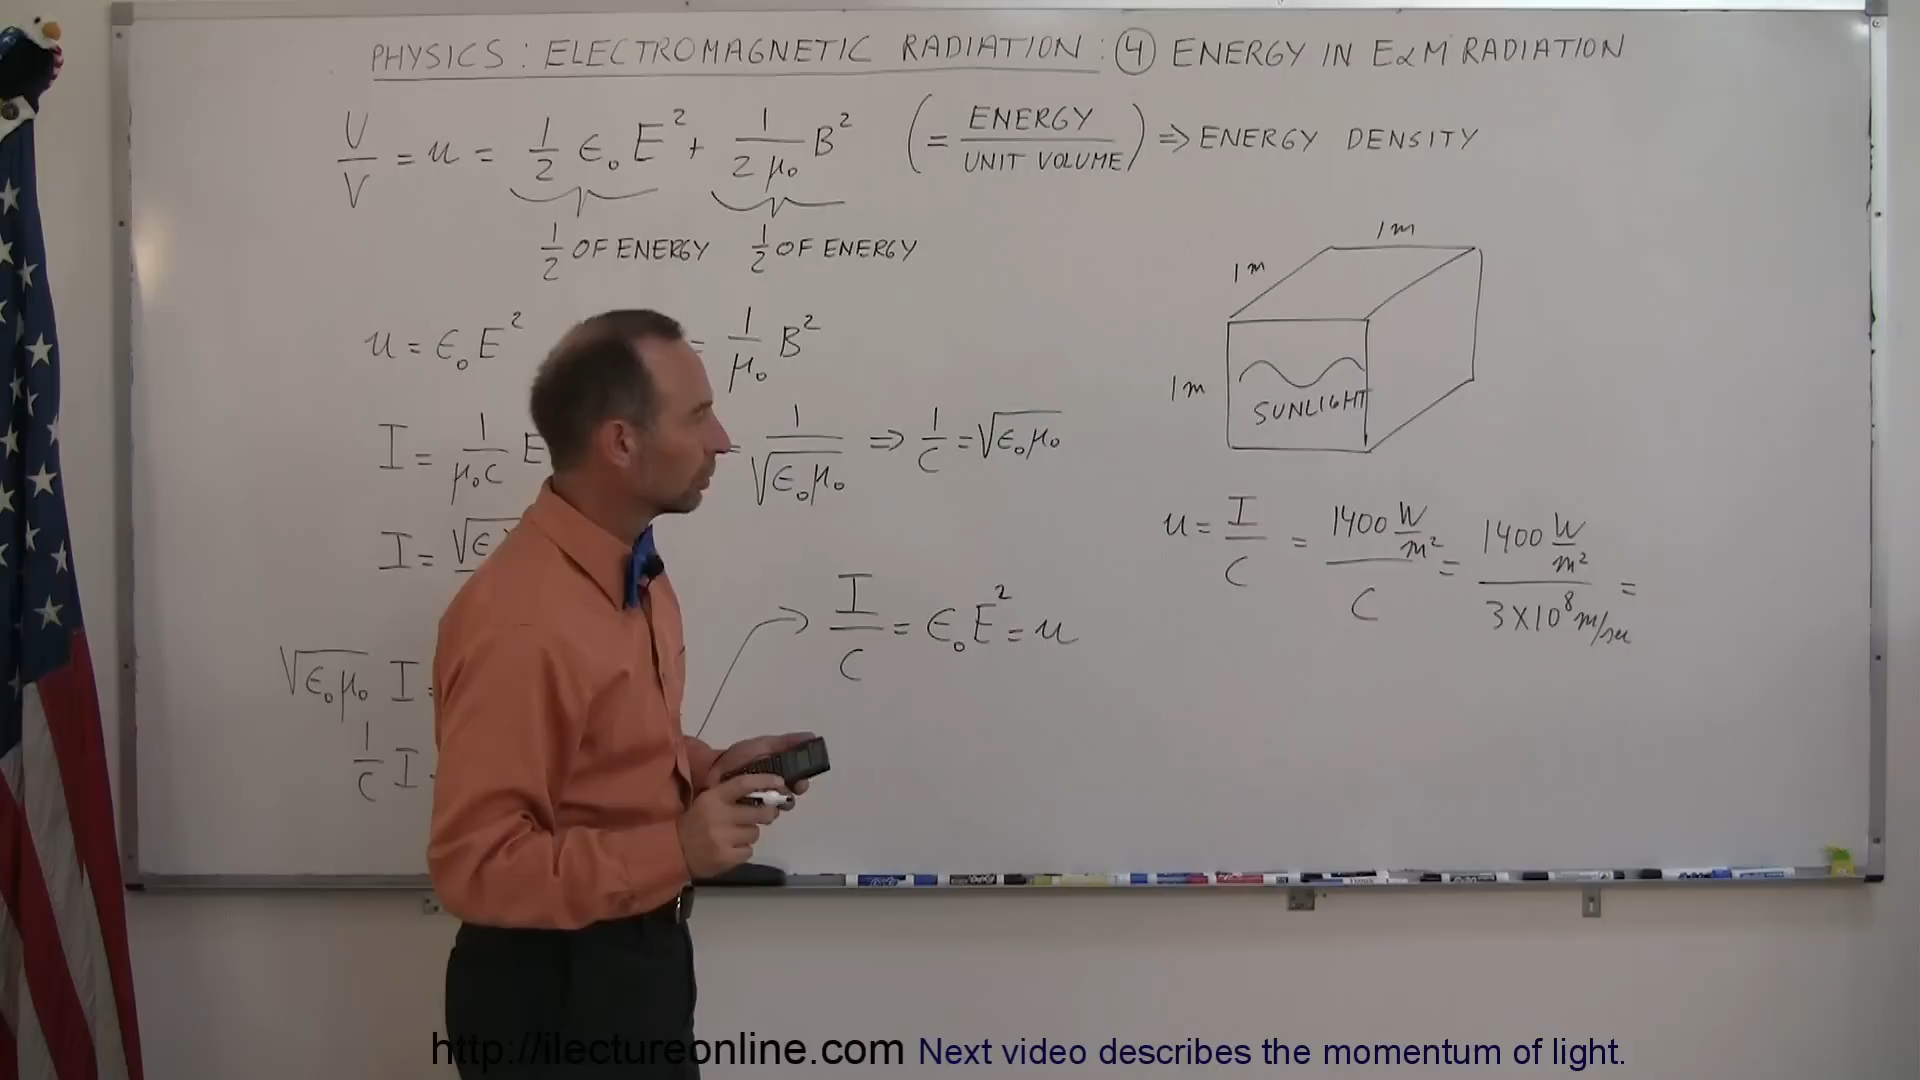 PHYSICS: ELECTROMAGNETIC RADIATION: ④ ENERGY IN E&M RADIATION
U/V = u = 1/2 ε₀E² + 1/(2μ₀) B² (= ENERGY/UNIT VOLUME) ⇒ ENERGY DENSITY
1/2 OF ENERGY 1/2 OF ENERGY
1m
1m
1m
SUNLIGHT
u = ε₀E² = 1/μ₀ B²
I = 1/(μ₀c) E = 1/√(ε₀μ₀) ⇒ 1/c = √(ε₀μ₀)
I = √ε
u = I/C = 1400 W/m² / C = 1400 W/m² / 3X10⁸ m/sec =
I/C = ε₀E² = u
√(ε₀μ₀) I =
1/C I
http://ilectureonline.com Next video describes the momentum of light.